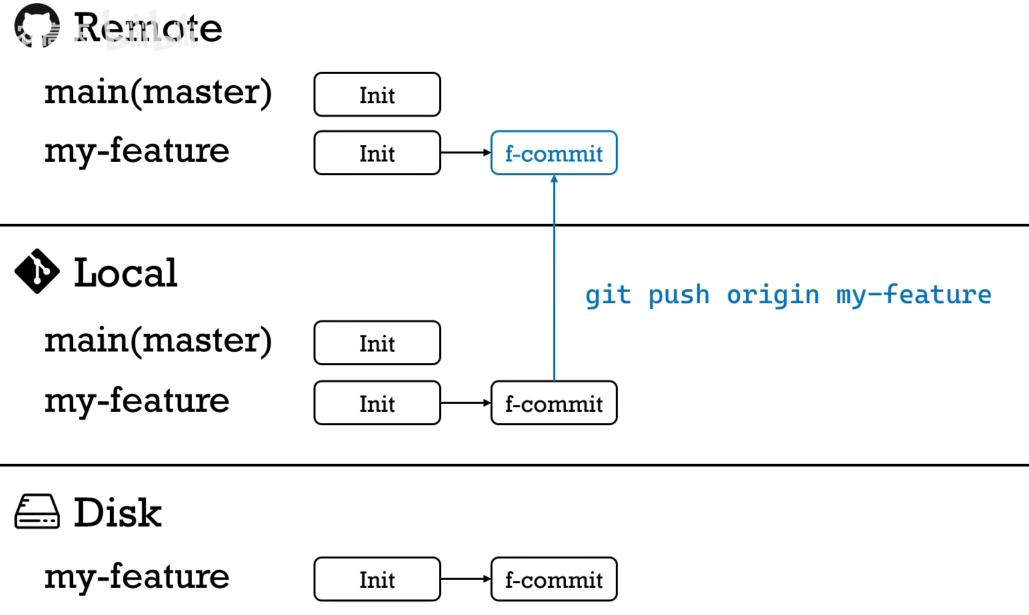 Remote
main(master) Init
my-feature Init f-commit
Local
git push origin my-feature
main(master) Init
my-feature Init f-commit
Disk
my-feature Init f-commit